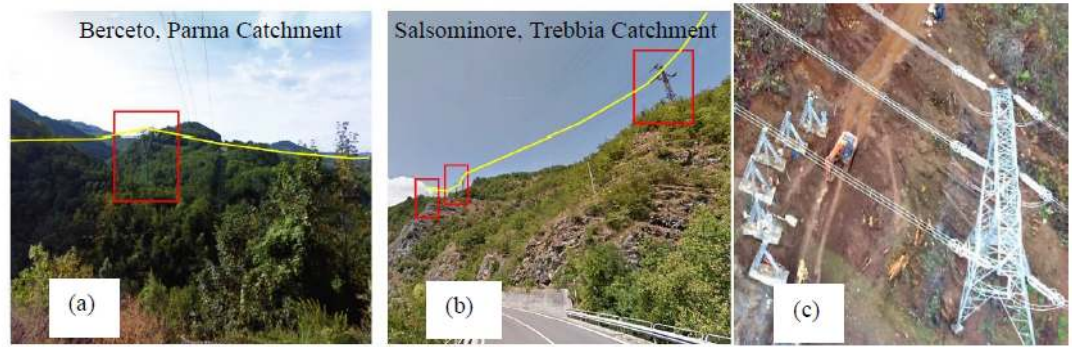 Berceto, Parma Catchment
Salsominore, Trebbia Catchment
(a)
(b)
(c)